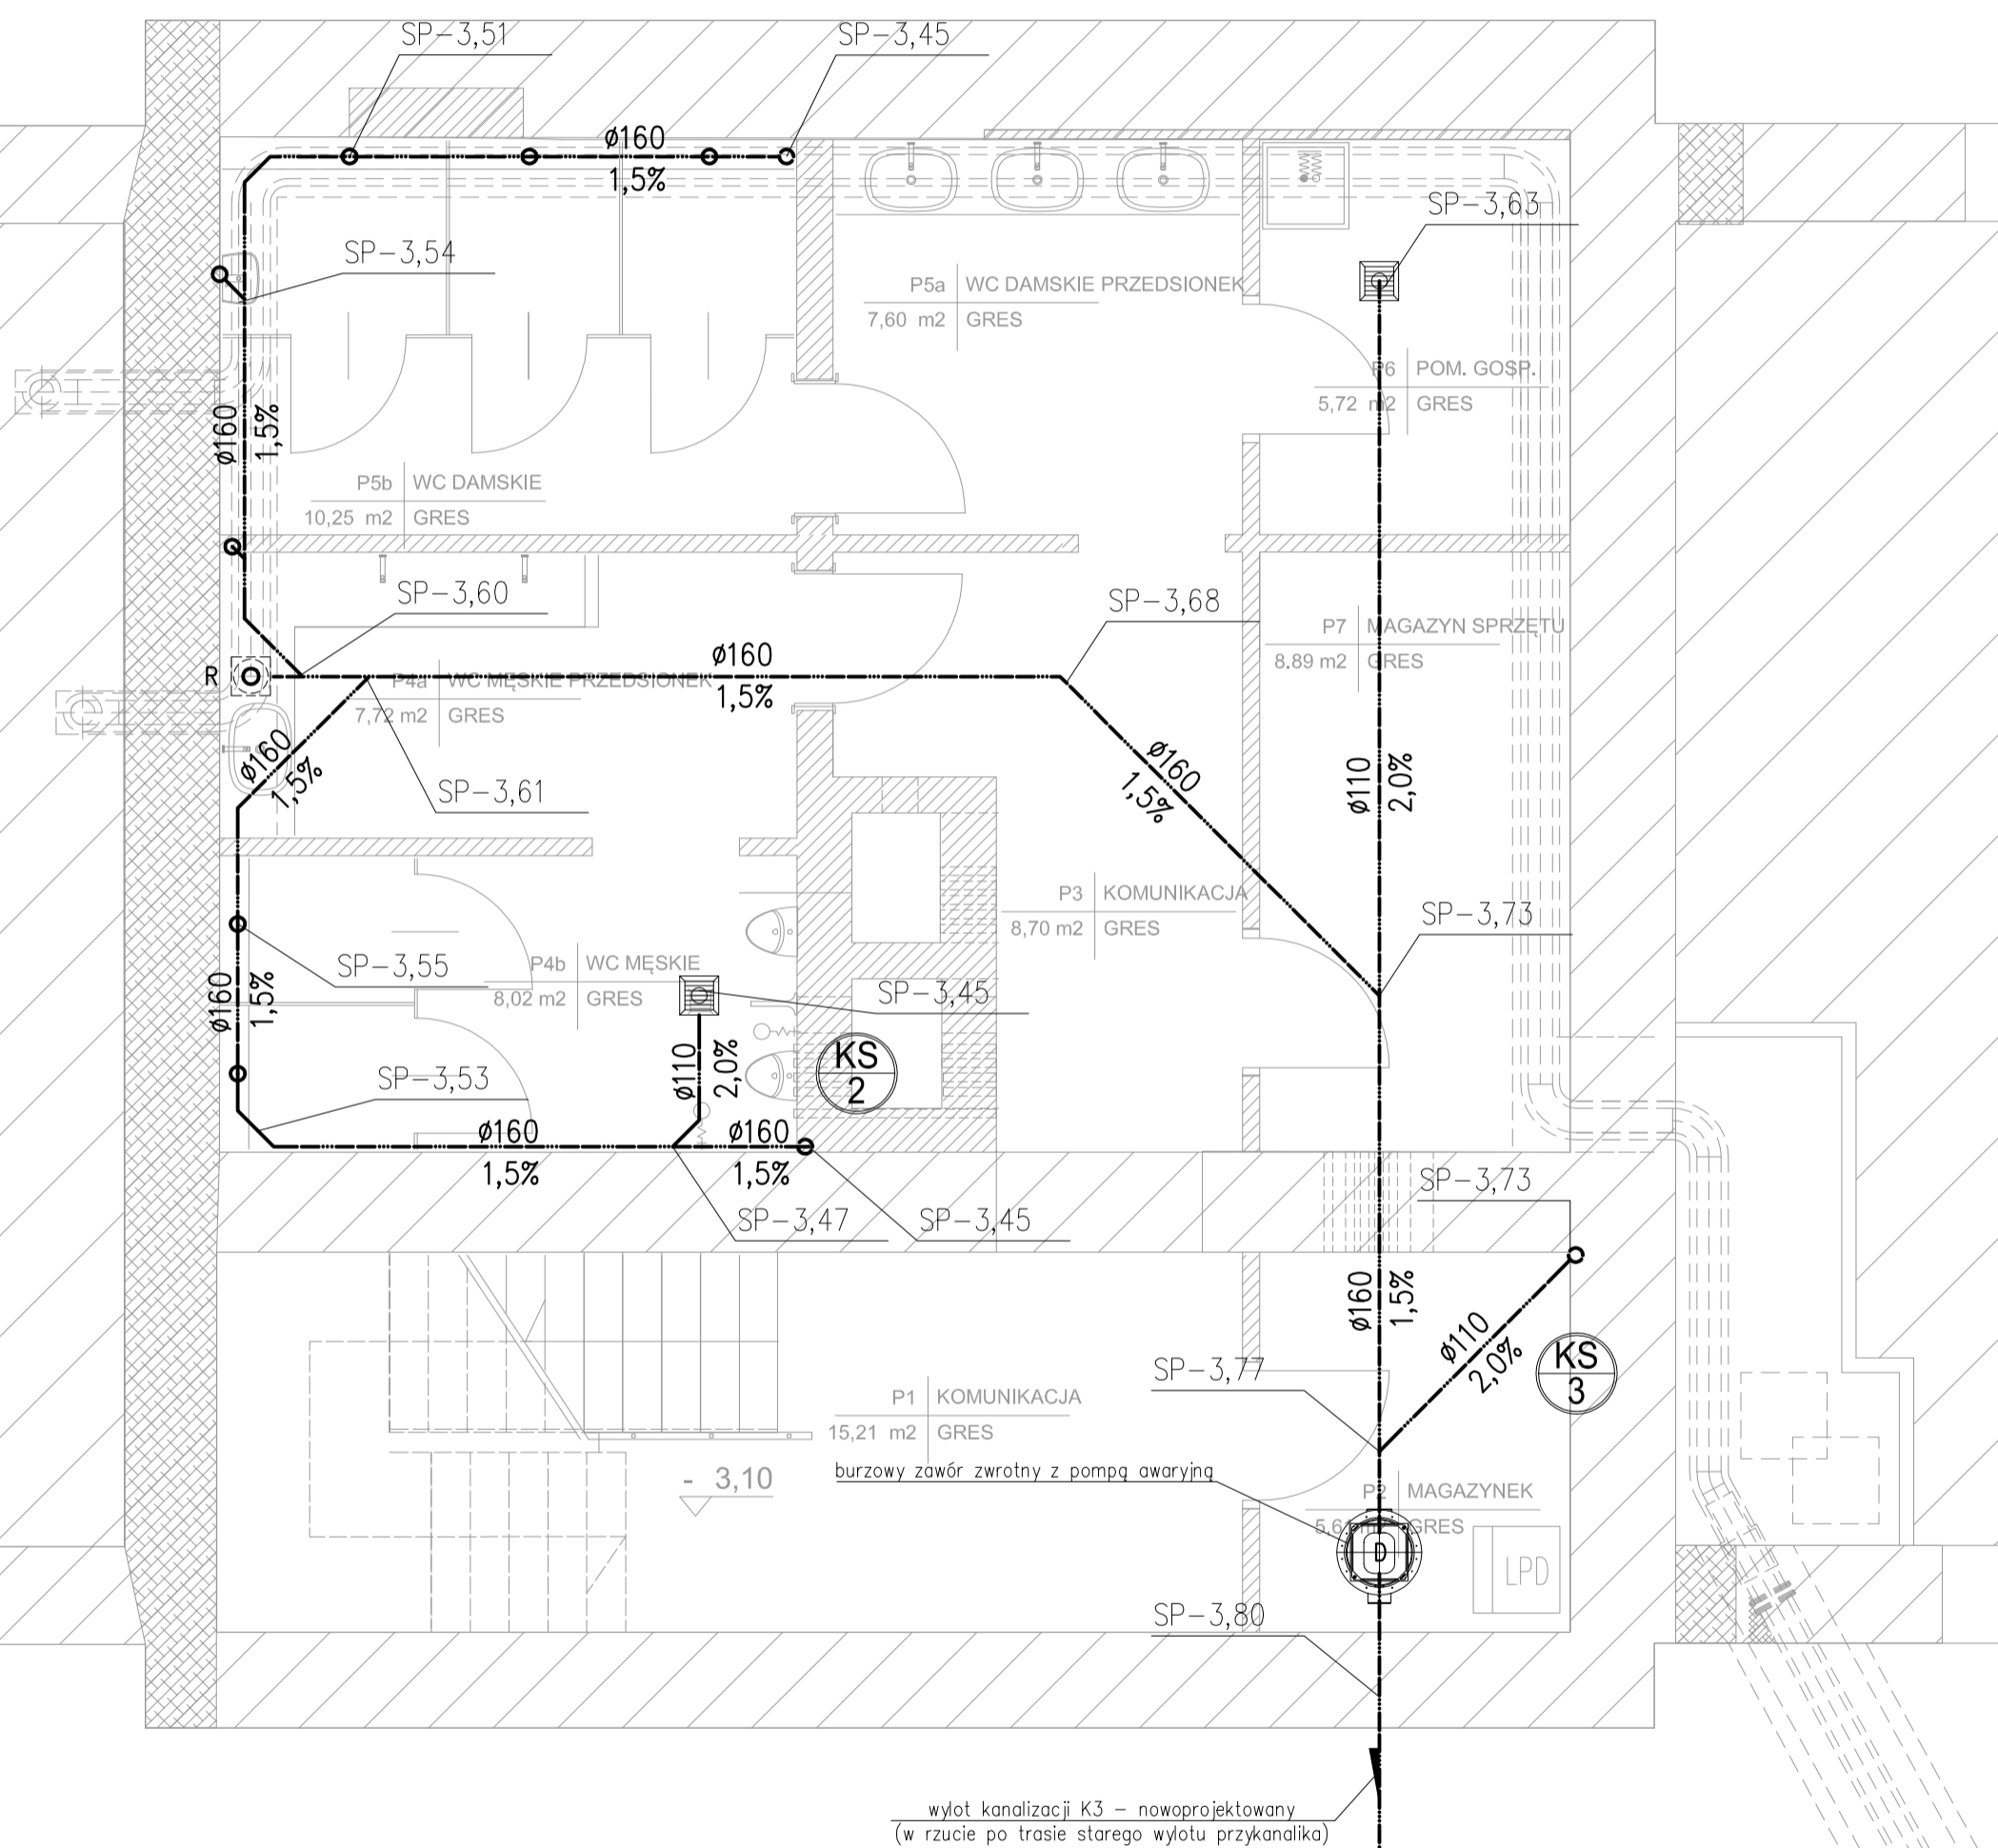 SP-3,51
SP-3,45
ø160
1,5%
SP-3,63
SP-3,54
P5a WC DAMSKIE PRZEDSIONEK
7,60 m2 GRES
P6 POM. GOSP.
5,72 m2 GRES
ø160
1,5%
P5b WC DAMSKIE
10,25 m2 GRES
SP-3,60
SP-3,68
P7 MAGAZYN SPRZĘTU
8.89 m2 GRES
R
ø160
1,5%
P4a WC MĘSKIE PRZEDSIONEK
7,72 m2 GRES
ø160
1,5%
SP-3,61
ø160
1,5%
ø110
2,0%
P3 KOMUNIKACJA
8,70 m2 GRES
SP-3,73
SP-3,55
P4b WC MĘSKIE
8,02 m2 GRES
SP-3,45
ø160
1,5%
ø110
2,0%
KS
2
SP-3,53
ø160
1,5%
ø160
1,5%
SP-3,47
SP-3,45
SP-3,73
ø160
1,5%
ø110
2,0%
KS
3
SP-3,77
P1 KOMUNIKACJA
15,21 m2 GRES
- 3,10
burzowy zawór zwrotny z pompą awaryjną
P2 MAGAZYNEK
5,61 m2 GRES
D
LPD
SP-3,80
wylot kanalizacji K3 – nowoprojektowany
(w rzucie po trasie starego wylotu przykanalika)